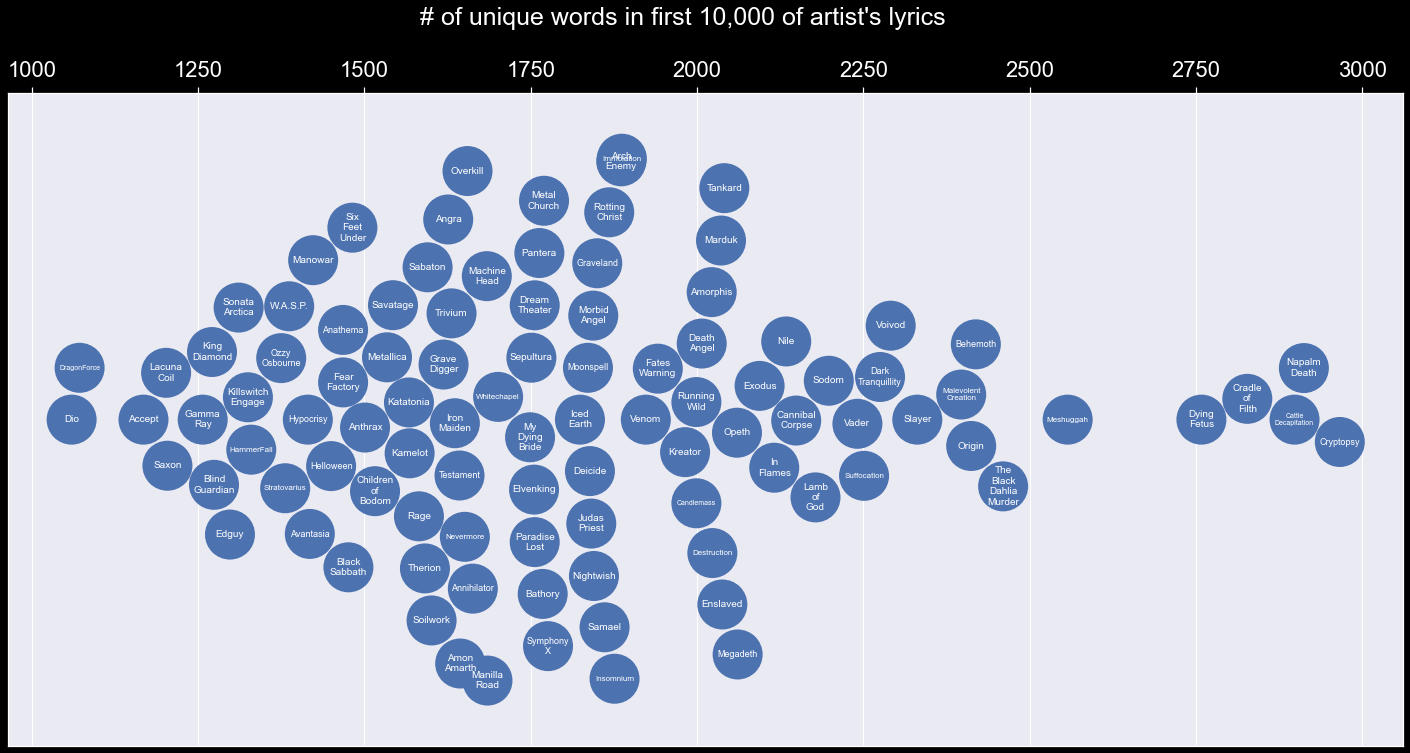 # of unique words in first 10,000 of artist's lyrics
1000 1250 1500 1750 2000 2250 2500 2750 3000
Arch
Enemy
Immolation
Overkill
Tankard
Metal
Church
Rotting
Christ
Angra
Six
Feet
Under
Marduk
Pantera
Manowar
Graveland
Sabaton
Machine
Head
Amorphis
Sonata
Arctica
W.A.S.P.
Savatage
Dream
Theater
Trivium
Morbid
Angel
Voivod
Anathema
Nile
Death
Angel
Behemoth
King
Diamond
Ozzy
Osbourne
Metallica
Sepultura
DragonForce
Lacuna
Coil
Grave
Digger
Moonspell
Fates
Warning
Napalm
Death
Dark
Tranquillity
Sodom
Fear
Factory
Exodus
Malevolent
Creation
Killswitch
Engage
Whitechapel
Cradle
of
Filth
Katatonia
Running
Wild
Dio
Accept
Gamma
Ray
Hypocrisy
Iron
Maiden
Iced
Earth
Venom
Cannibal
Corpse
Vader
Slayer
Meshuggah
Dying
Fetus
Cattle
Decapitation
Anthrax
Opeth
My
Dying
Bride
Cryptopsy
HammerFall
Kamelot
Kreator
Origin
Saxon
Helloween
In
Flames
Deicide
Testament
Suffocation
Blind
Guardian
Stratovarius
Children
of
Bodom
Elvenking
The
Black
Dahlia
Murder
Lamb
of
God
Candlemass
Rage
Judas
Priest
Edguy
Avantasia
Nevermore
Paradise
Lost
Destruction
Black
Sabbath
Therion
Nightwish
Annihilator
Bathory
Enslaved
Soilwork
Samael
Symphony
X
Megadeth
Amon
Amarth
Manilla
Road
Insomnium